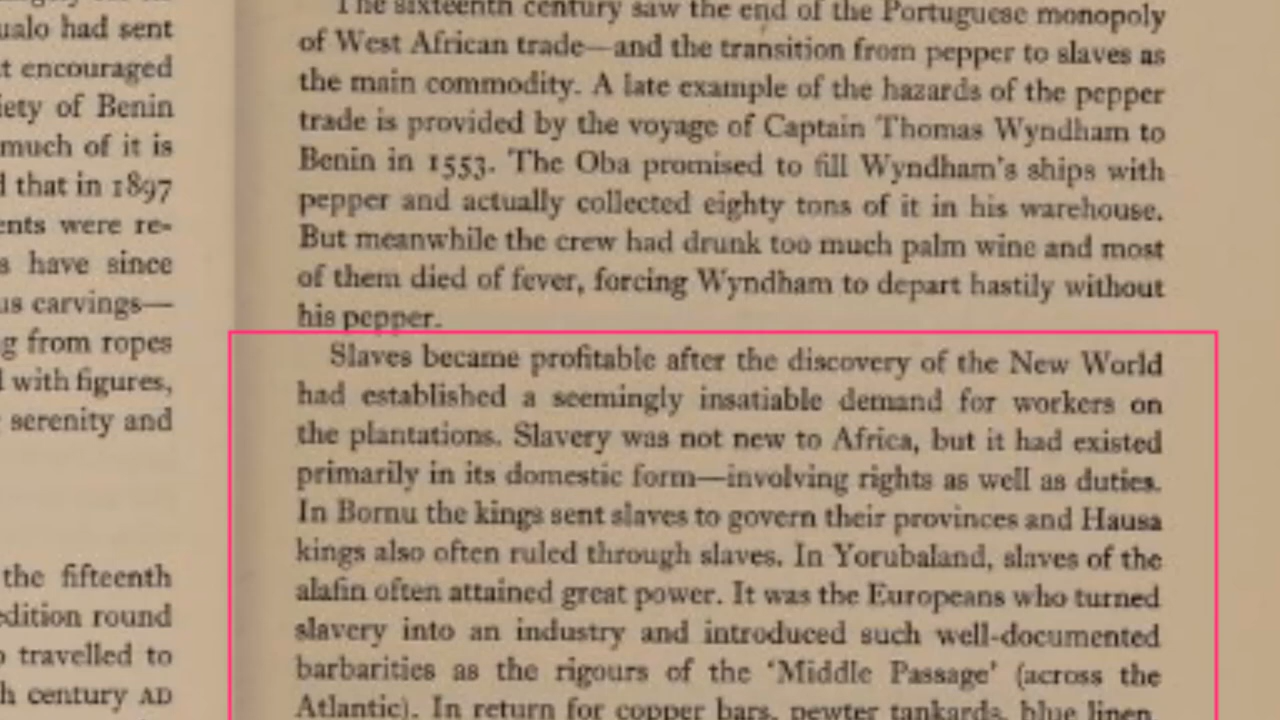 ualo had sent
t encouraged
iety of Benin
much of it is
d that in 1897
ents were re-
s have since
us carvings—
g from ropes
l with figures,
serenity and
the fifteenth
edition round
travelled to
h century AD
The sixteenth century saw the end of the Portuguese monopoly
of West African trade—and the transition from pepper to slaves as
the main commodity. A late example of the hazards of the pepper
trade is provided by the voyage of Captain Thomas Wyndham to
Benin in 1553. The Oba promised to fill Wyndham's ships with
pepper and actually collected eighty tons of it in his warehouse.
But meanwhile the crew had drunk too much palm wine and most
of them died of fever, forcing Wyndham to depart hastily without
his pepper.
Slaves became profitable after the discovery of the New World
had established a seemingly insatiable demand for workers on
the plantations. Slavery was not new to Africa, but it had existed
primarily in its domestic form—involving rights as well as duties.
In Bornu the kings sent slaves to govern their provinces and Hausa
kings also often ruled through slaves. In Yorubaland, slaves of the
alafin often attained great power. It was the Europeans who turned
slavery into an industry and introduced such well-documented
barbarities as the rigours of the 'Middle Passage' (across the
Atlantic). In return for copper bars, pewter tankards, blue linen,